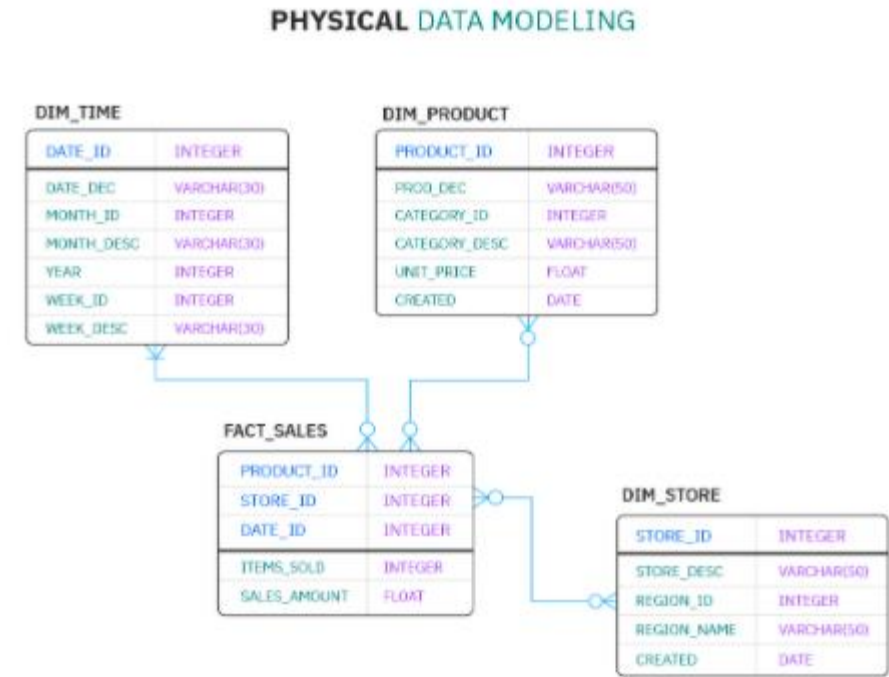 PHYSICAL DATA MODELING
DIM_TIME
DATE_ID INTEGER
DATE_DEC VARCHAR(30)
MONTH_ID INTEGER
MONTH_DESC VARCHAR(30)
YEAR INTEGER
WEEK_ID INTEGER
WEEK_DESC VARCHAR(30)
DIM_PRODUCT
PRODUCT_ID INTEGER
PROD_DEC VARCHAR(50)
CATEGORY_ID INTEGER
CATEGORY_DESC VARCHAR(50)
UNIT_PRICE FLOAT
CREATED DATE
FACT_SALES
PRODUCT_ID INTEGER
STORE_ID INTEGER
DATE_ID INTEGER
ITEMS_SOLD INTEGER
SALES_AMOUNT FLOAT
DIM_STORE
STORE_ID INTEGER
STORE_DESC VARCHAR(50)
REGION_ID INTEGER
REGION_NAME VARCHAR(50)
CREATED DATE